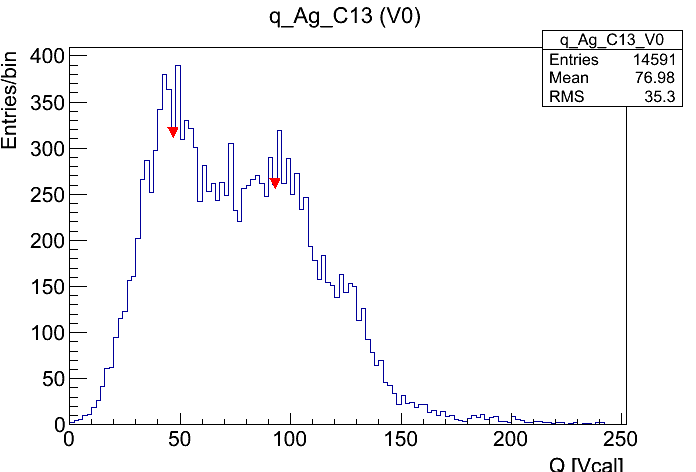 q_Ag_C13 (V0)
q_Ag_C13_V0
Entries 14591
Mean 76.98
RMS 35.3
Entries/bin
400
350
300
250
200
150
100
50
0
0 50 100 150 200 250
Q [Vcal]